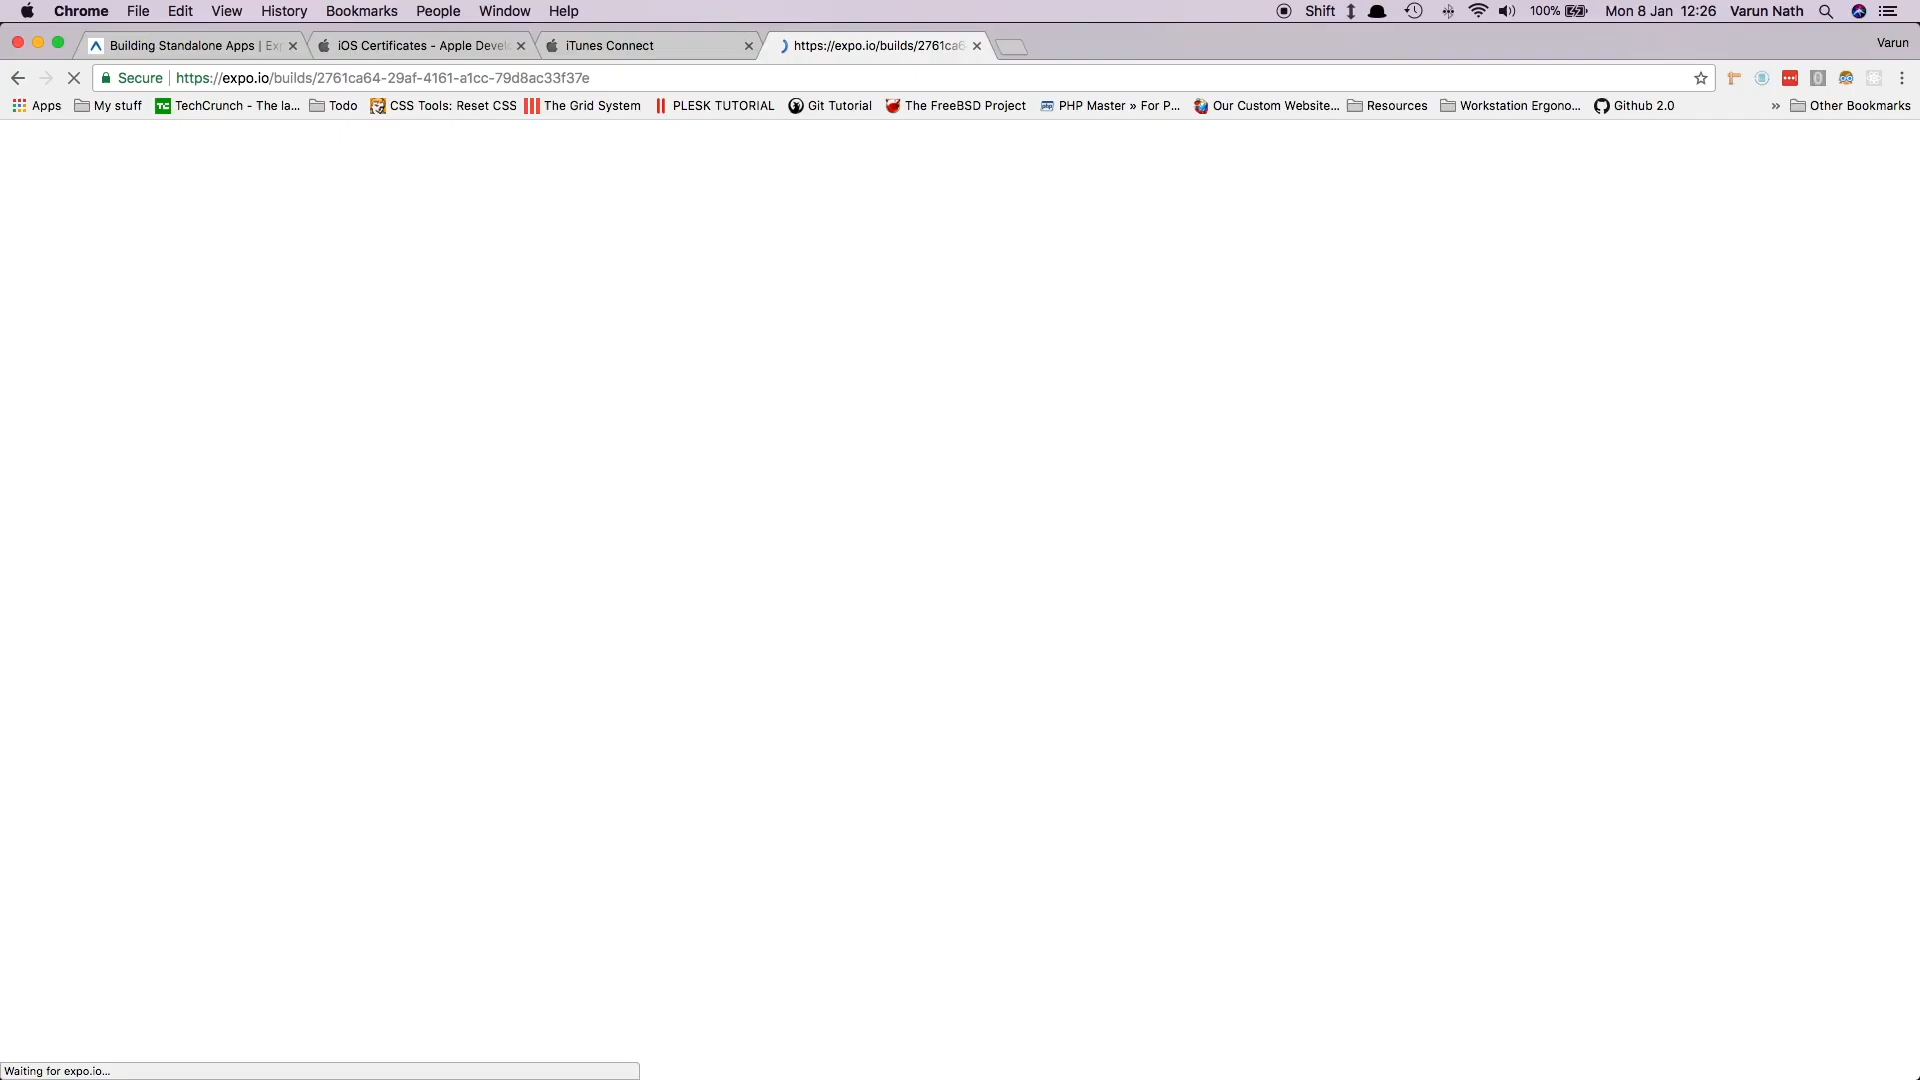 Chrome File Edit View History Bookmarks People Window Help Shift 100% Mon 8 Jan 12:26 Varun Nath
Building Standalone Apps | Ex iOS Certificates - Apple Devel iTunes Connect https://expo.io/builds/2761ca6 Varun
Secure https://expo.io/builds/2761ca64-29af-4161-a1cc-79d8ac33f37e
Apps My stuff TechCrunch - The la... Todo CSS Tools: Reset CSS The Grid System PLESK TUTORIAL Git Tutorial The FreeBSD Project PHP Master » For P... Our Custom Website... Resources Workstation Ergono... Github 2.0 » Other Bookmarks
Waiting for expo.io...